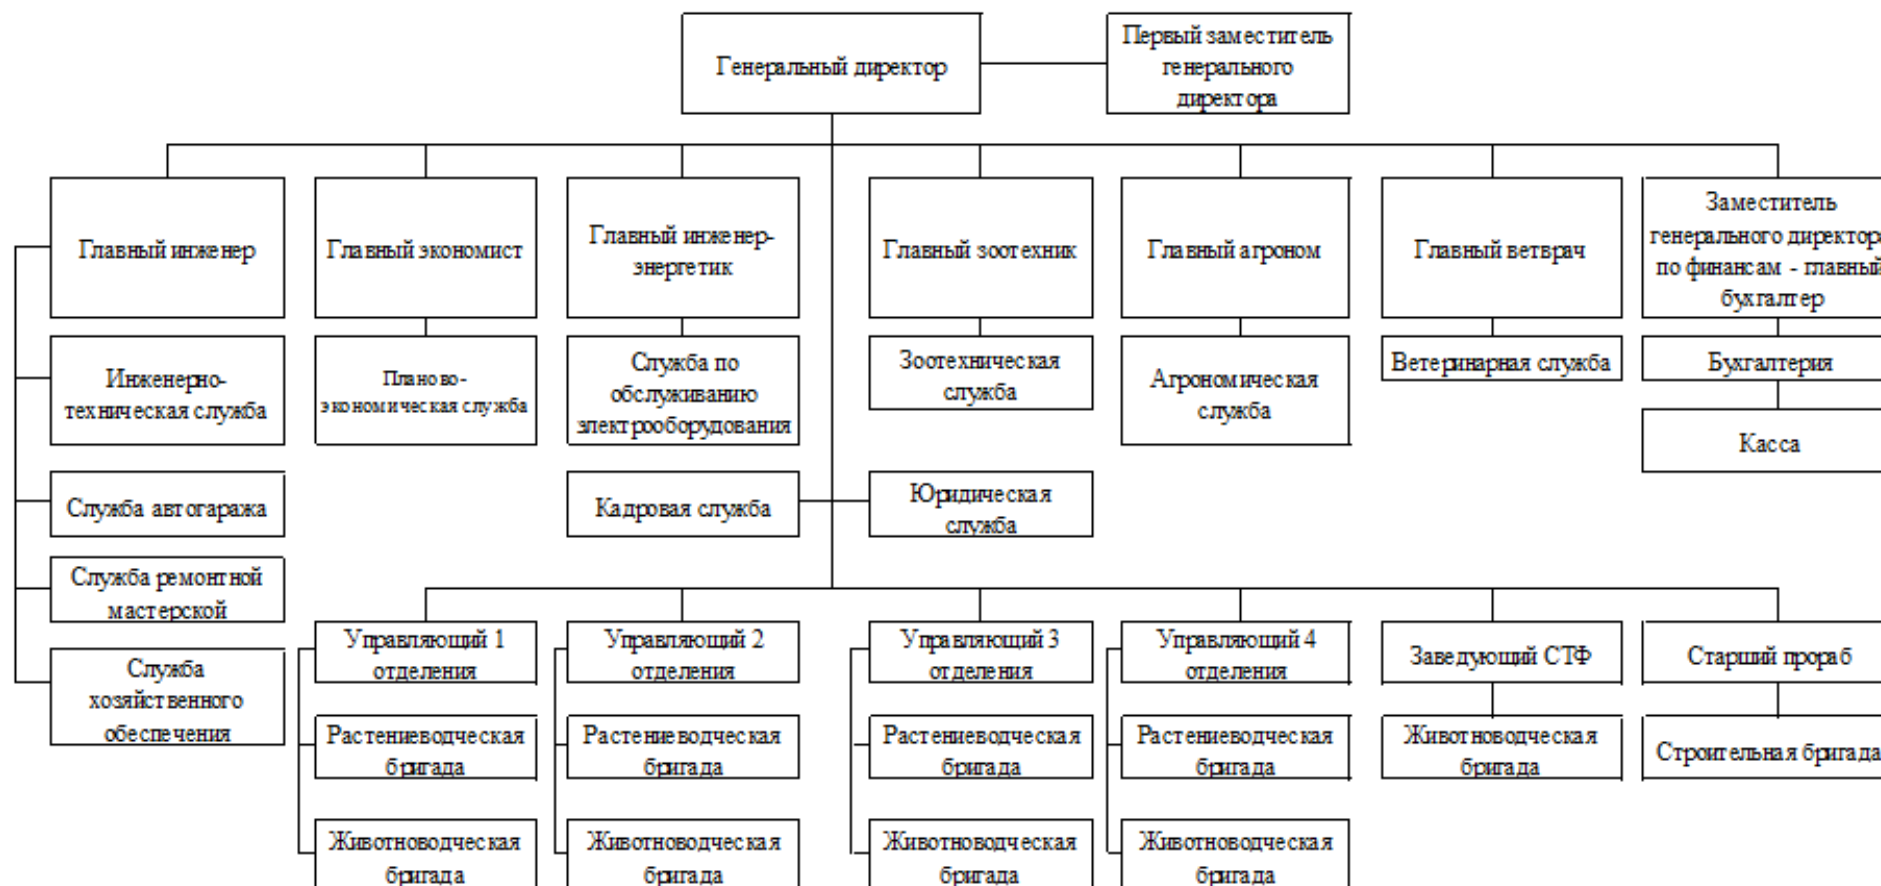 Генеральный директор
Первый заместитель
генерального
директора
Главный инженер
Главный экономист
Главный инженер-
энергетик
Главный зоотехник
Главный агроном
Главный ветврач
Заместитель
генерального директора
по финансам - главный
бухгалтер
Инженерно-
техническая служба
Планово-
экономическая служба
Служба по
обслуживанию
электрооборудования
Зоотехническая
служба
Агрономическая
служба
Ветеринарная служба
Бухгалтерия
Касса
Служба автогаража
Кадровая служба
Юридическая
служба
Служба ремонтной
мастерской
Служба
хозяйственного
обеспечения
Управляющий 1
отделения
Управляющий 2
отделения
Управляющий 3
отделения
Управляющий 4
отделения
Заведующий СТФ
Старший прораб
Растениеводческая
бригада
Растениеводческая
бригада
Растениеводческая
бригада
Растениеводческая
бригада
Животноводческая
бригада
Строительная бригада
Животноводческая
бригада
Животноводческая
бригада
Животноводческая
бригада
Животноводческая
бригада